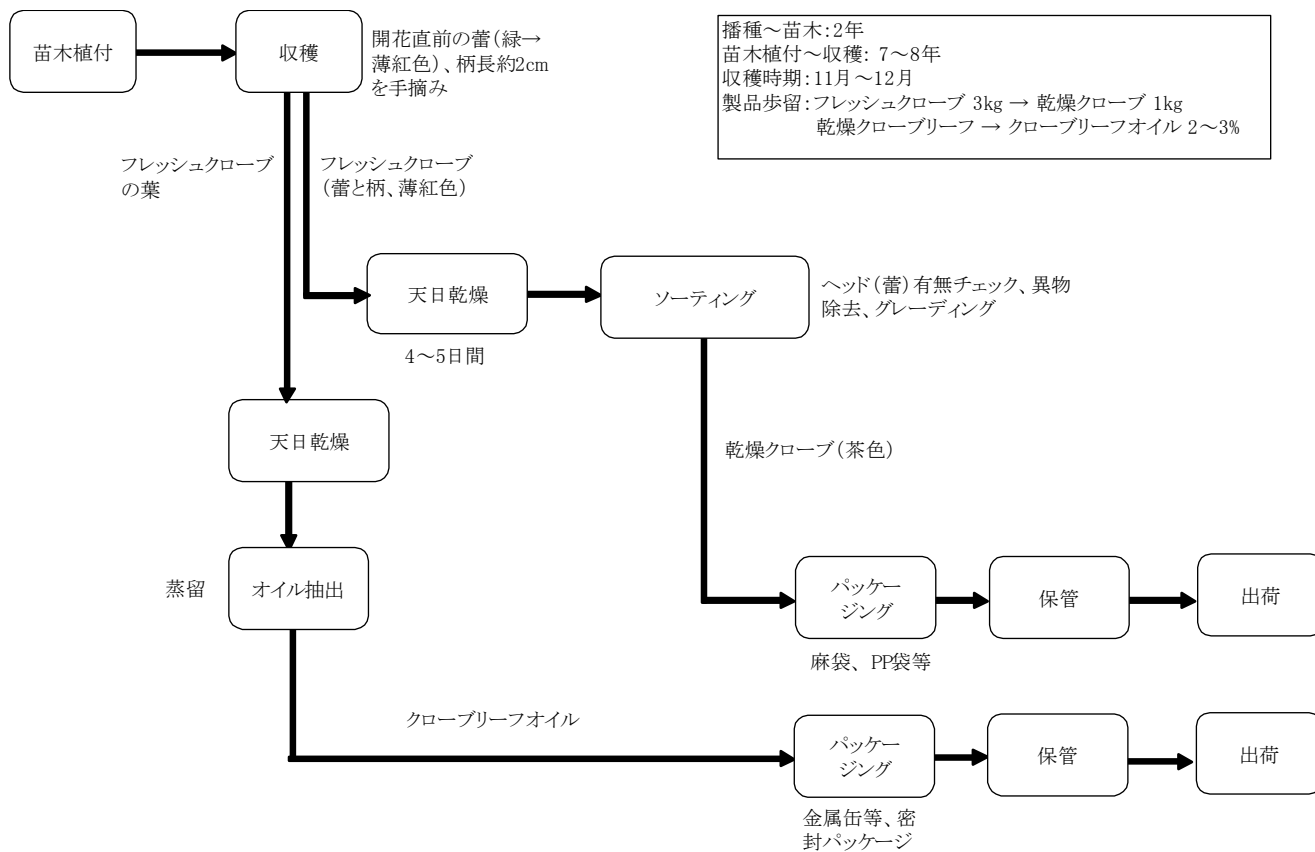 苗木植付
収穫
開花直前の蕾(緑→
薄紅色)、柄長約2cm
を手摘み
播種～苗木:2年
苗木植付～収穫: 7～8年
収穫時期:11月～12月
製品歩留:フレッシュクローブ 3kg → 乾燥クローブ 1kg
乾燥クローブリーフ → クローブリーフオイル 2～3%
フレッシュクローブ
の葉
フレッシュクローブ
(蕾と柄、薄紅色)
天日乾燥
4～5日間
ソーティング
ヘッド(蕾)有無チェック、異物
除去、グレーディング
天日乾燥
乾燥クローブ(茶色)
蒸留
オイル抽出
パッケー
ジング
麻袋、PP袋等
保管
出荷
クローブリーフオイル
パッケー
ジング
金属缶等、密
封パッケージ
保管
出荷